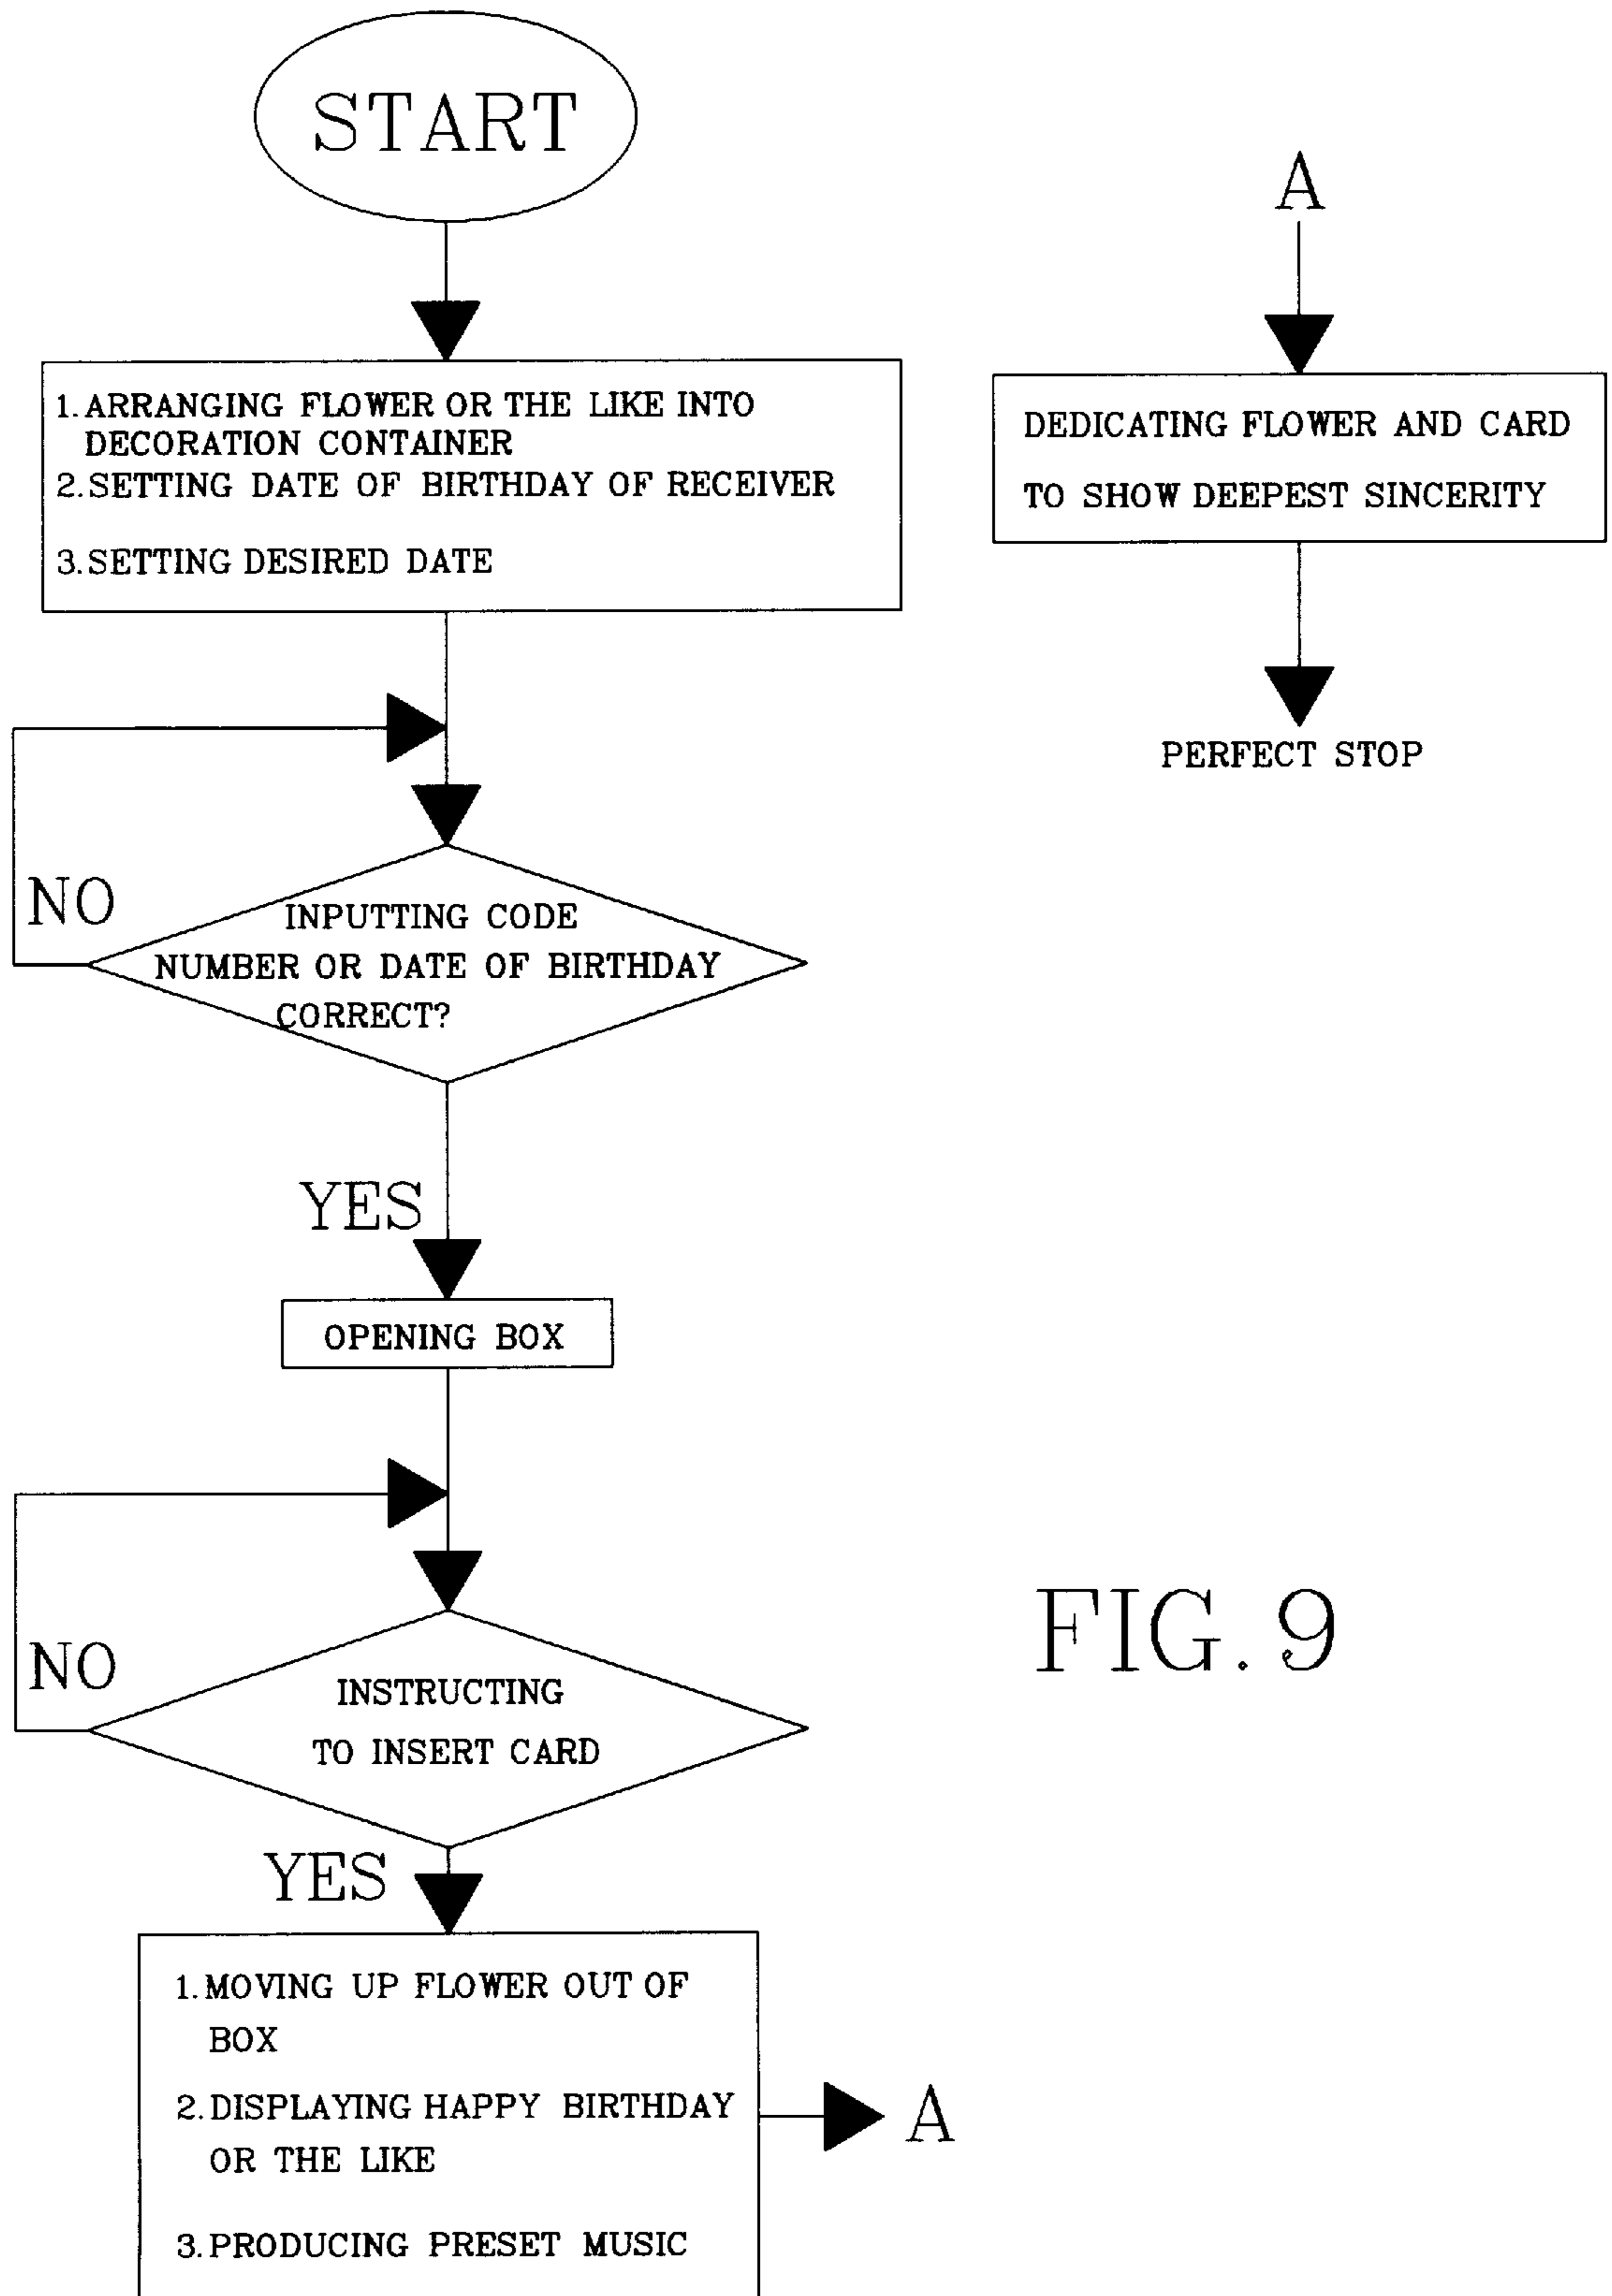 START
1. ARRANGING FLOWER OR THE LIKE INTO
DECORATION CONTAINER
2. SETTING DATE OF BIRTHDAY OF RECEIVER
3. SETTING DESIRED DATE
NO
INPUTTING CODE
NUMBER OR DATE OF BIRTHDAY
CORRECT?
YES
OPENING BOX
NO
INSTRUCTING
TO INSERT CARD
YES
1. MOVING UP FLOWER OUT OF
BOX
2. DISPLAYING HAPPY BIRTHDAY
OR THE LIKE
3. PRODUCING PRESET MUSIC
A
A
DEDICATING FLOWER AND CARD
TO SHOW DEEPEST SINCERITY
PERFECT STOP
FIG. 9